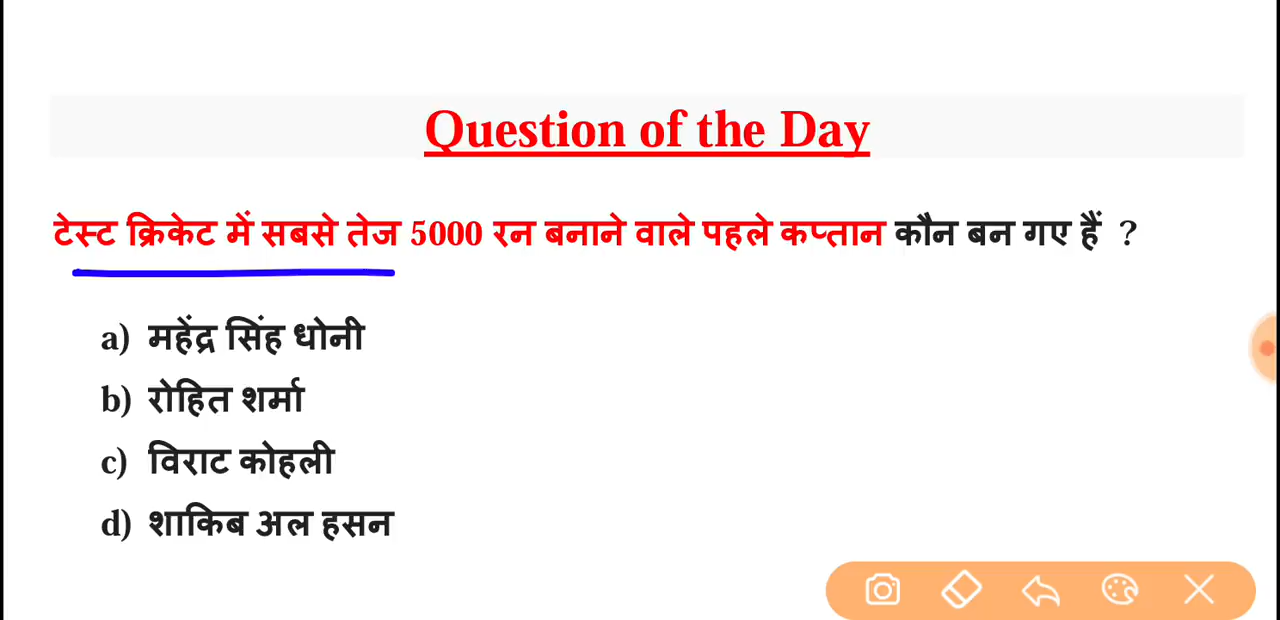 Question of the Day
टेस्ट क्रिकेट में सबसे तेज 5000 रन बनाने वाले पहले कप्तान कौन बन गए हैं ?
a) महेंद्र सिंह धोनी
b) रोहित शर्मा
c) विराट कोहली
d) शाकिब अल हसन